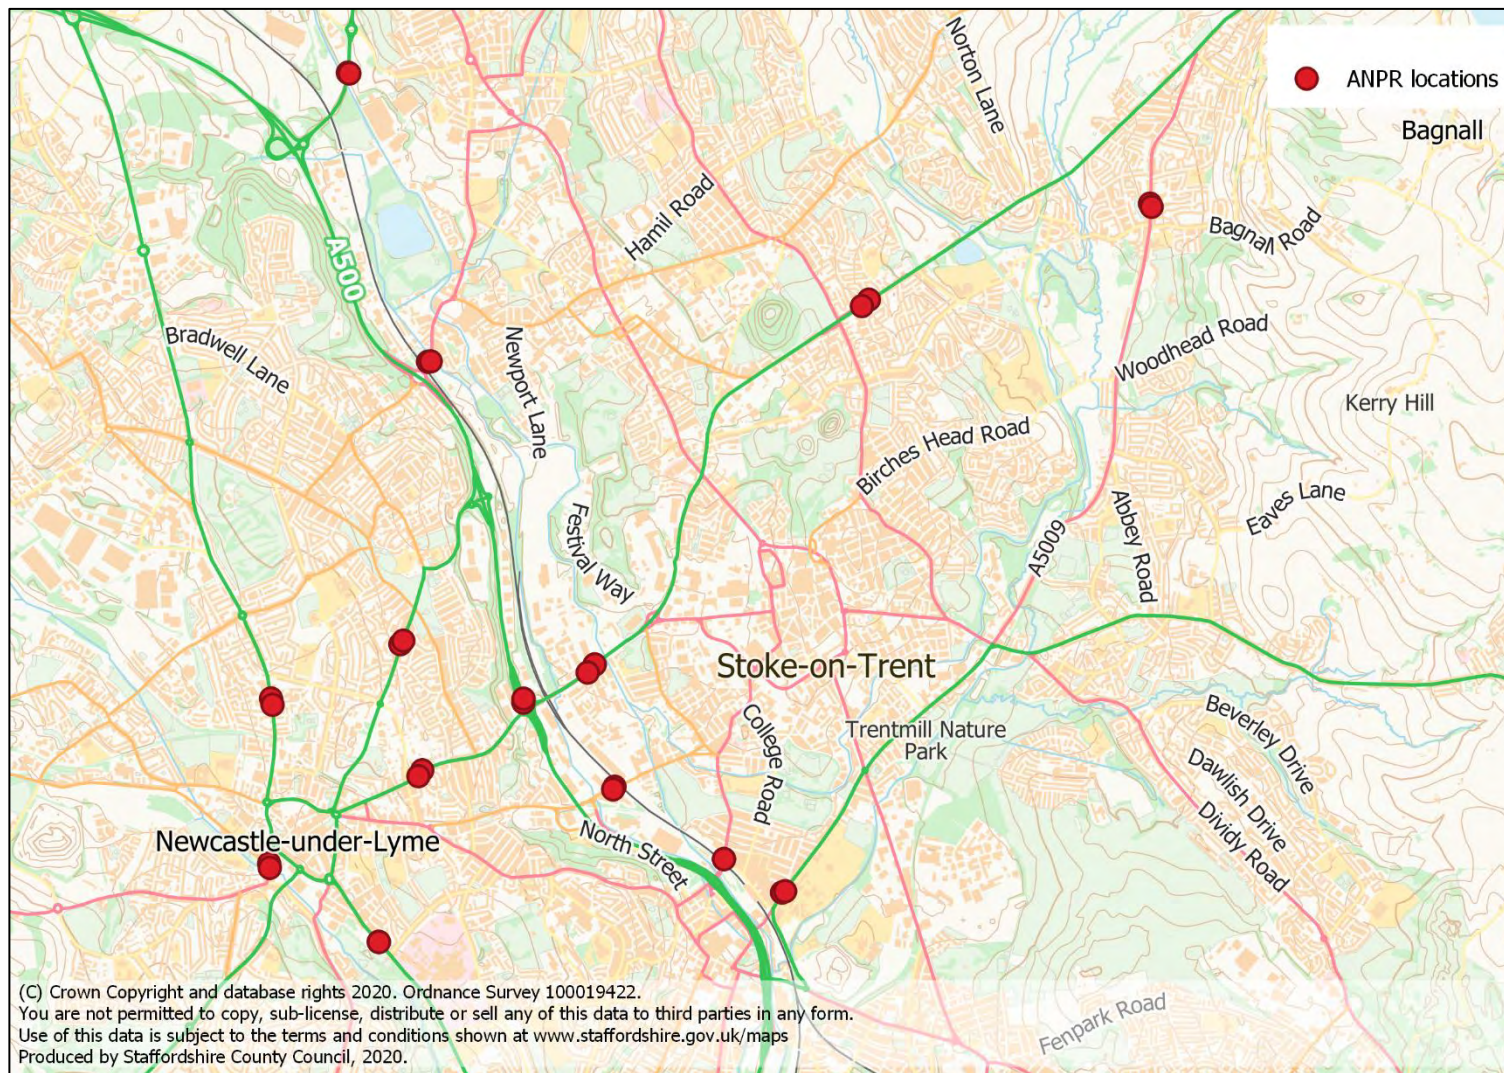 Norton Lane
ANPR locations
Bagnall
Hamil Road
Bagnall Road
A500
Bradwell Lane
Newport Lane
Woodhead Road
Kerry Hill
Birches Head Road
Eaves Lane
Abbey Road
A5009
Festival Way
Stoke-on-Trent
College Road
Trentmill Nature
Park
Beverley Drive
Dawlish Drive
Dividy Road
Newcastle-under-Lyme
North Street
Fenpark Road
(C) Crown Copyright and database rights 2020. Ordnance Survey 100019422.
You are not permitted to copy, sub-license, distribute or sell any of this data to third parties in any form.
Use of this data is subject to the terms and conditions shown at www.staffordshire.gov.uk/maps
Produced by Staffordshire County Council, 2020.